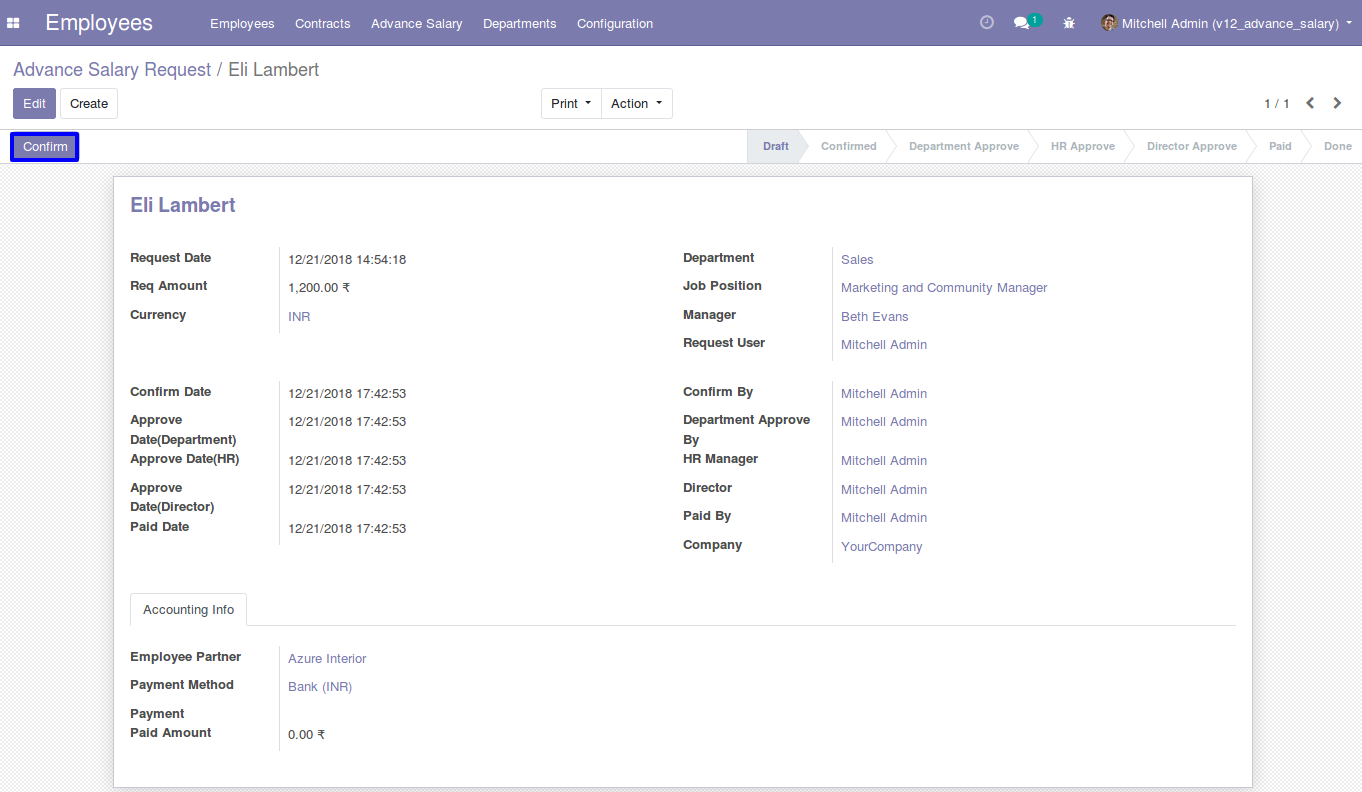 Employees Employees Contracts Advance Salary Departments Configuration 1 Mitchell Admin (v12_advance_salary)
Advance Salary Request / Eli Lambert
Edit Create Print Action 1 / 1
Confirm Draft Confirmed Department Approve HR Approve Director Approve Paid Done
Eli Lambert
Request Date 12/21/2018 14:54:18
Req Amount 1,200.00 ₹
Currency INR
Department Sales
Job Position Marketing and Community Manager
Manager Beth Evans
Request User Mitchell Admin
Confirm Date 12/21/2018 17:42:53
Approve 12/21/2018 17:42:53
Date(Department)
Approve Date(HR) 12/21/2018 17:42:53
Approve 12/21/2018 17:42:53
Date(Director)
Paid Date 12/21/2018 17:42:53
Confirm By Mitchell Admin
Department Approve Mitchell Admin
By
HR Manager Mitchell Admin
Director Mitchell Admin
Paid By Mitchell Admin
Company YourCompany
Accounting Info
Employee Partner Azure Interior
Payment Method Bank (INR)
Payment
Paid Amount 0.00 ₹